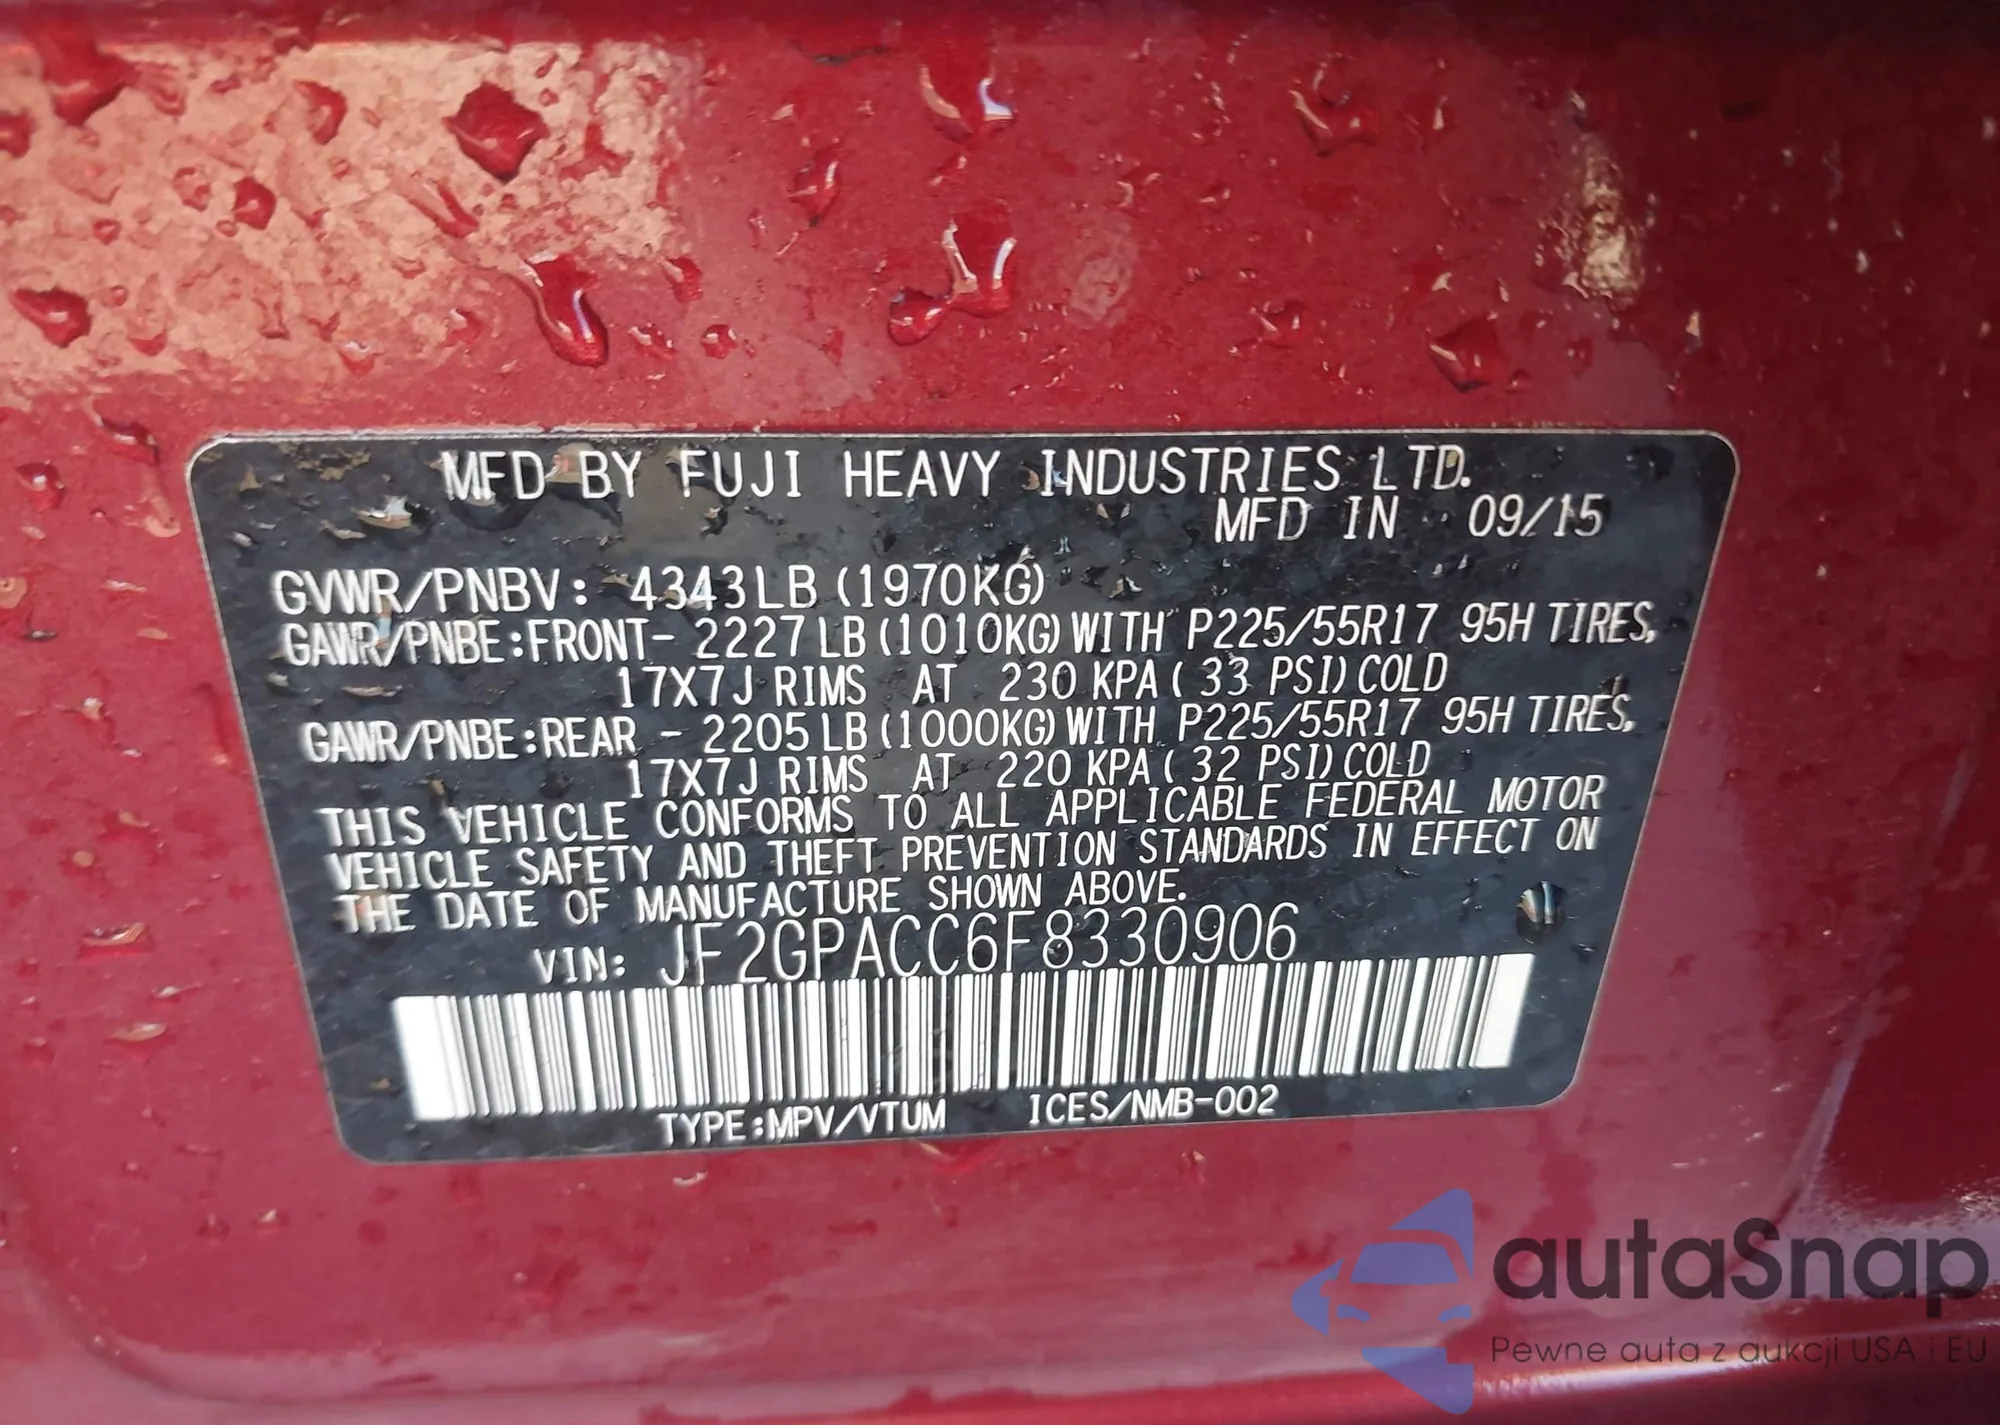 MFD BY FUJI HEAVY INDUSTRIES LTD.
MFD IN 09/15
GVWR/PNBV: 4343LB (1970KG)
GAWR/PNBE:FRONT- 2227LB (1010KG) WITH P225/55R17 95H TIRES,
17X7J RIMS AT 230 KPA ( 33 PSI) COLD
GAWR/PNBE:REAR - 2205LB (1000KG) WITH P225/55R17 95H TIRES,
17X7J RIMS AT 220 KPA ( 32 PSI) COLD
THIS VEHICLE CONFORMS TO ALL APPLICABLE FEDERAL MOTOR
VEHICLE SAFETY AND THEFT PREVENTION STANDARDS IN EFFECT ON
THE DATE OF MANUFACTURE SHOWN ABOVE.
VIN: JF2GPACC6F8330906
TYPE:MPV/VTUM ICES/NMB-002
autaSnap
Pewne auta z aukcji USA i EU